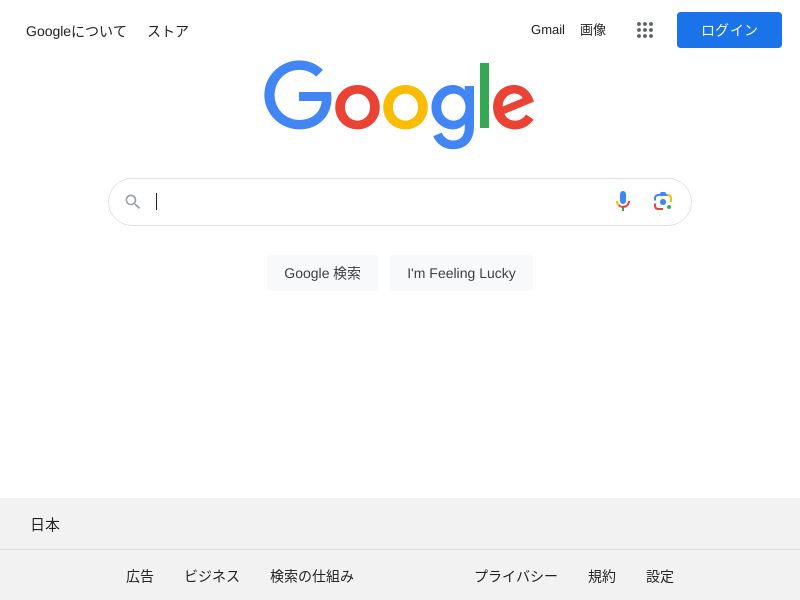 Googleについて ストア Gmail 画像 ログイン
Google
Google 検索 I'm Feeling Lucky
日本
広告 ビジネス 検索の仕組み プライバシー 規約 設定